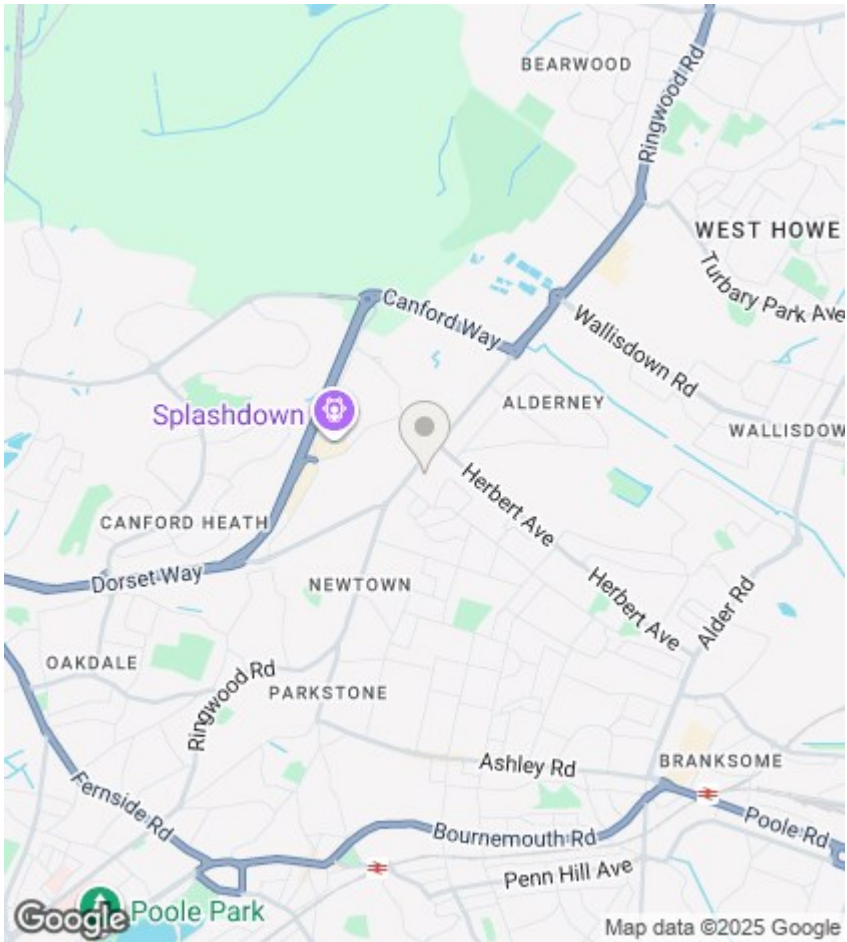 BEARWOOD
Ringwood Rd
WEST HOWE
Turbary Park Ave
Canford Way
Wallisdown Rd
Splashdown
ALDERNEY
WALLISDOW
Herbert Ave
CANFORD HEATH
Dorset Way
NEWTOWN
Herbert Ave
Alder Rd
OAKDALE
Ringwood Rd
PARKSTONE
Ashley Rd
BRANKSOME
Fernside Rd
Bournemouth Rd
Poole Rd
Penn Hill Ave
Poole Park
Google
Map data ©2025 Google